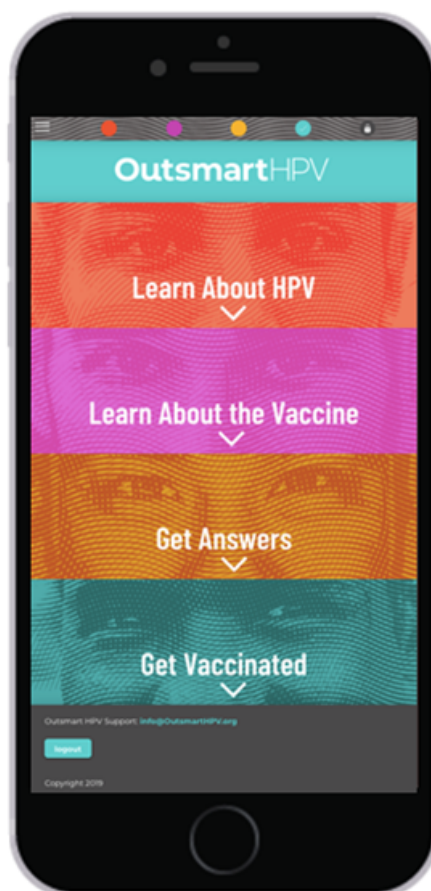 OutsmartHPV
Learn About HPV
Learn About the Vaccine
Get Answers
Get Vaccinated
Outsmart HPV Support: info@OutsmartHPV.org
logout
Copyright 2019